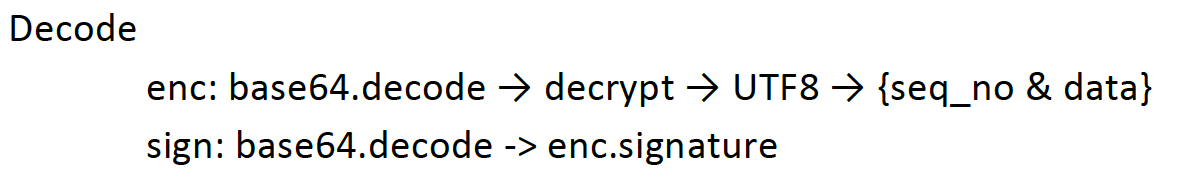 Decode
enc: base64.decode → decrypt → UTF8 → {seq_no & data}
sign: base64.decode -> enc.signature